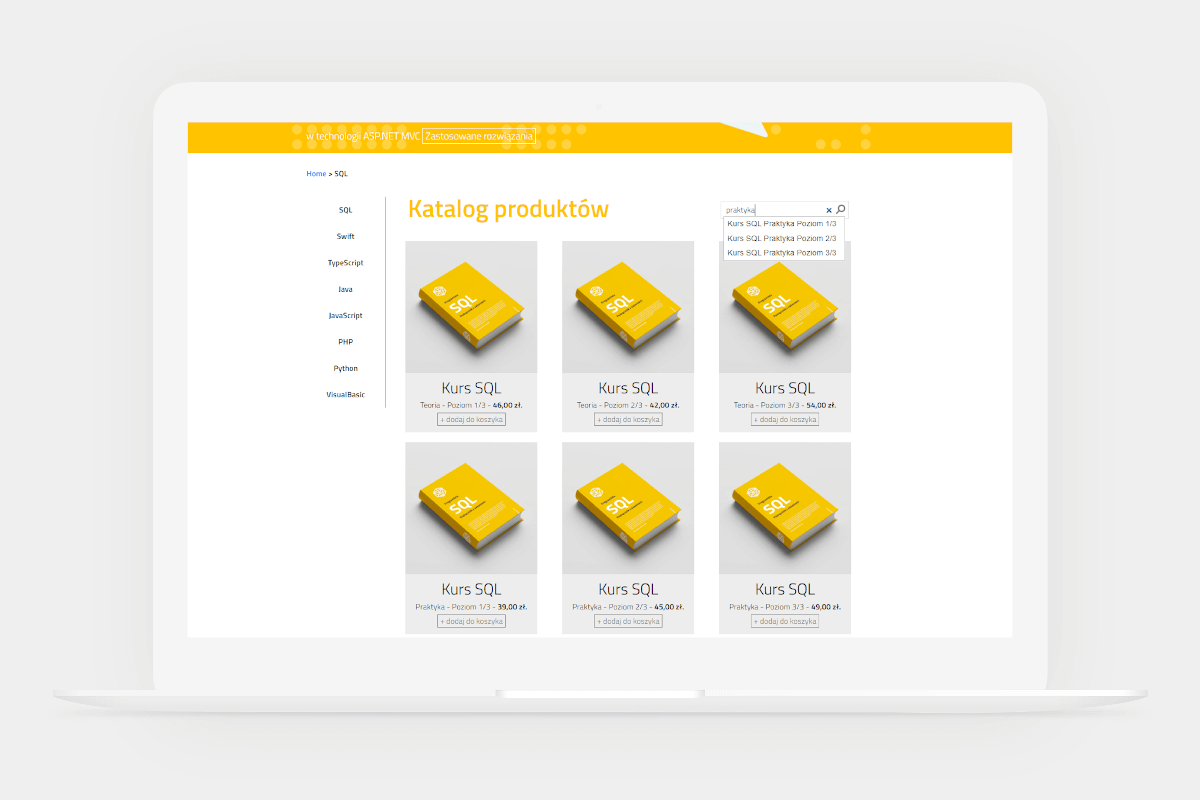 w technologii ASP.NET MVC Zastosowane rozwiązania
Home > SQL
SQL
Swift
TypeScript
Java
JavaScript
PHP
Python
VisualBasic
Katalog produktów
praktyka
Kurs SQL Praktyka Poziom 1/3
Kurs SQL Praktyka Poziom 2/3
Kurs SQL Praktyka Poziom 3/3
SQL
Kurs SQL
Teoria - Poziom 1/3 - 46,00 zł.
+ dodaj do koszyka
SQL
Kurs SQL
Teoria - Poziom 2/3 - 42,00 zł.
+ dodaj do koszyka
SQL
Kurs SQL
Teoria - Poziom 3/3 - 54,00 zł.
+ dodaj do koszyka
SQL
Kurs SQL
Praktyka - Poziom 1/3 - 39,00 zł.
+ dodaj do koszyka
SQL
Kurs SQL
Praktyka - Poziom 2/3 - 45,00 zł.
+ dodaj do koszyka
SQL
Kurs SQL
Praktyka - Poziom 3/3 - 49,00 zł.
+ dodaj do koszyka